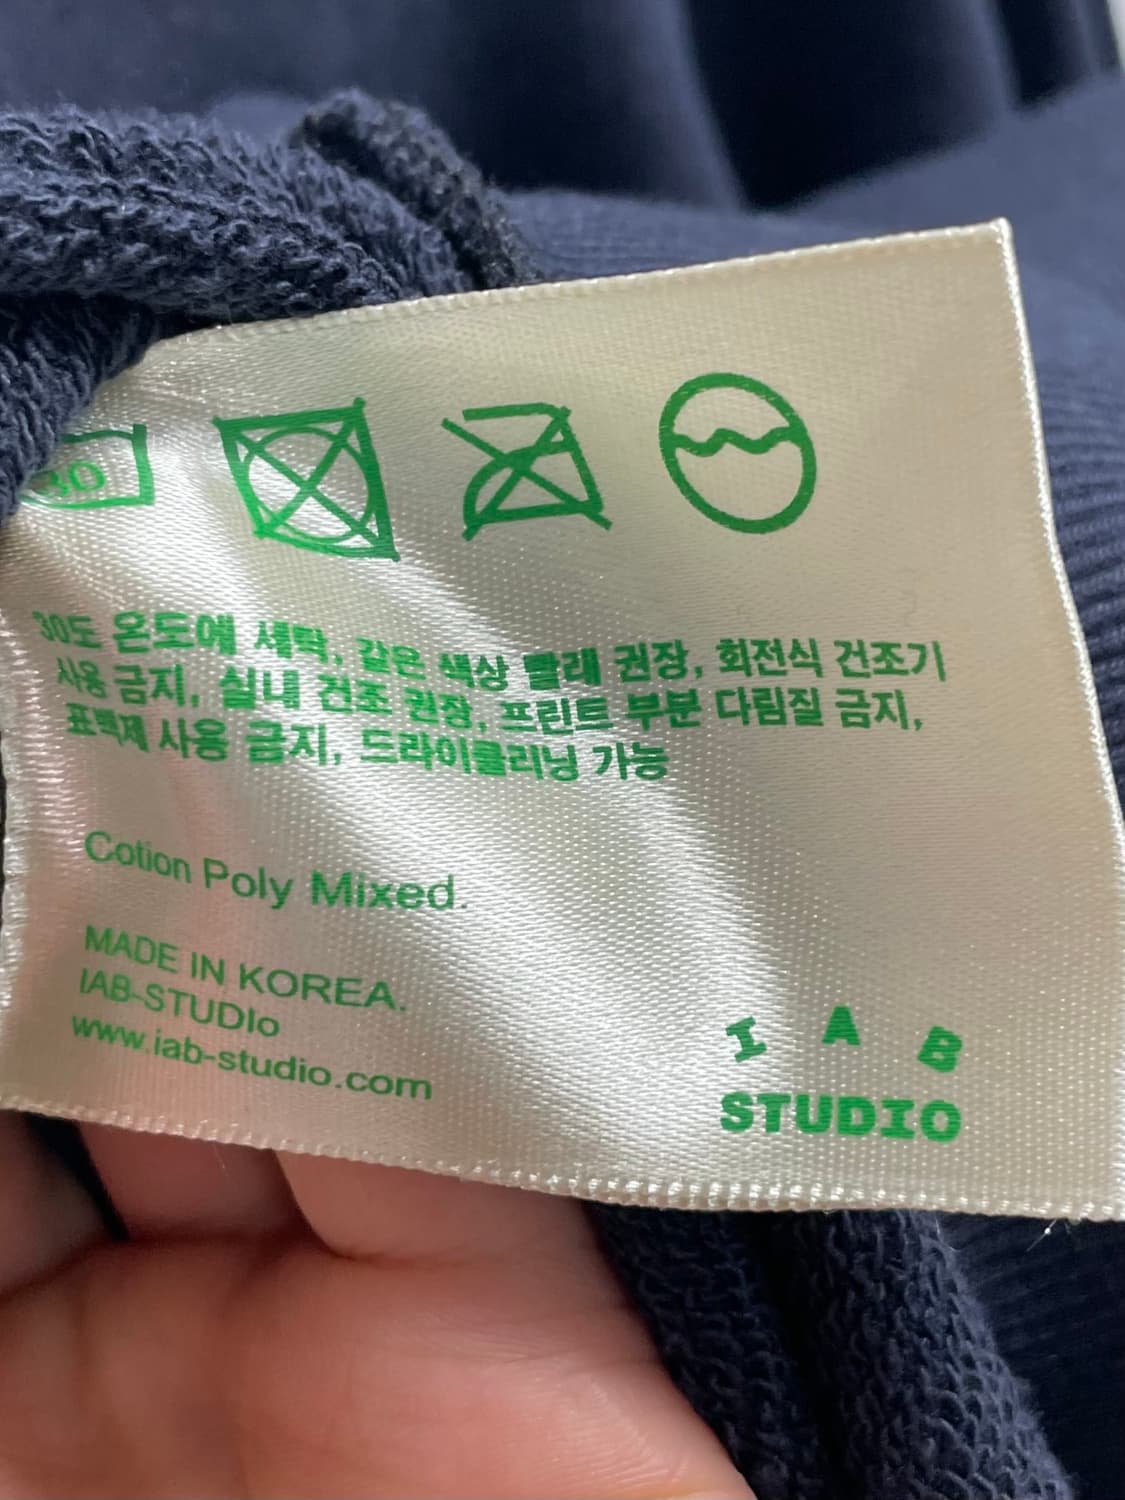 30
30도 온도에 세탁, 같은 색상 빨래 권장, 회전식 건조기
사용 금지, 실내 건조 권장, 프린트 부분 다림질 금지,
표백제 사용 금지, 드라이클리닝 가능
Cotion Poly Mixed.
MADE IN KOREA.
IAB-STUDIo
www.iab-studio.com
I A B
STUDIO